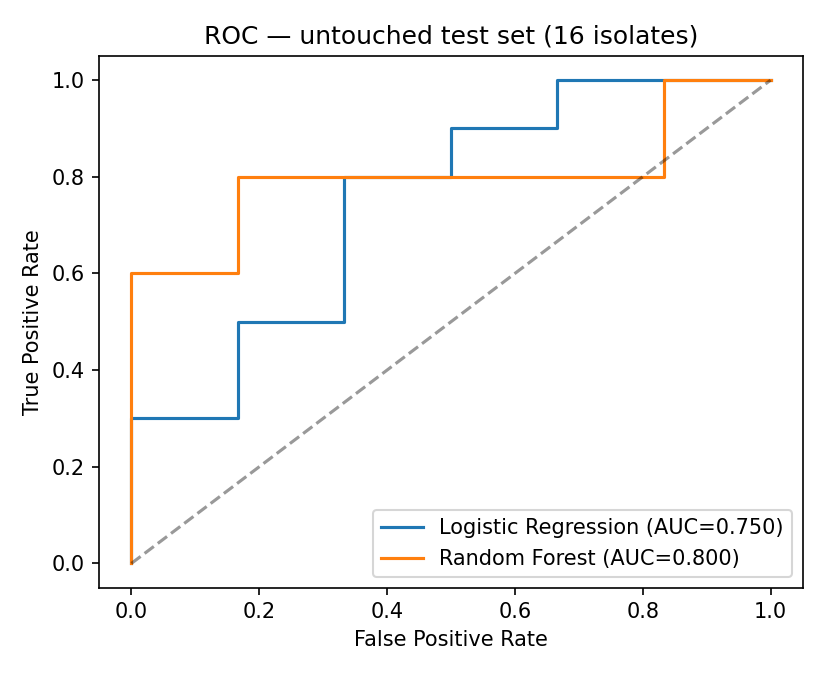 ROC — untouched test set (16 isolates)
True Positive Rate
1.0
0.8
0.6
0.4
0.2
0.0
Logistic Regression (AUC=0.750)
Random Forest (AUC=0.800)
0.0 0.2 0.4 0.6 0.8 1.0
False Positive Rate